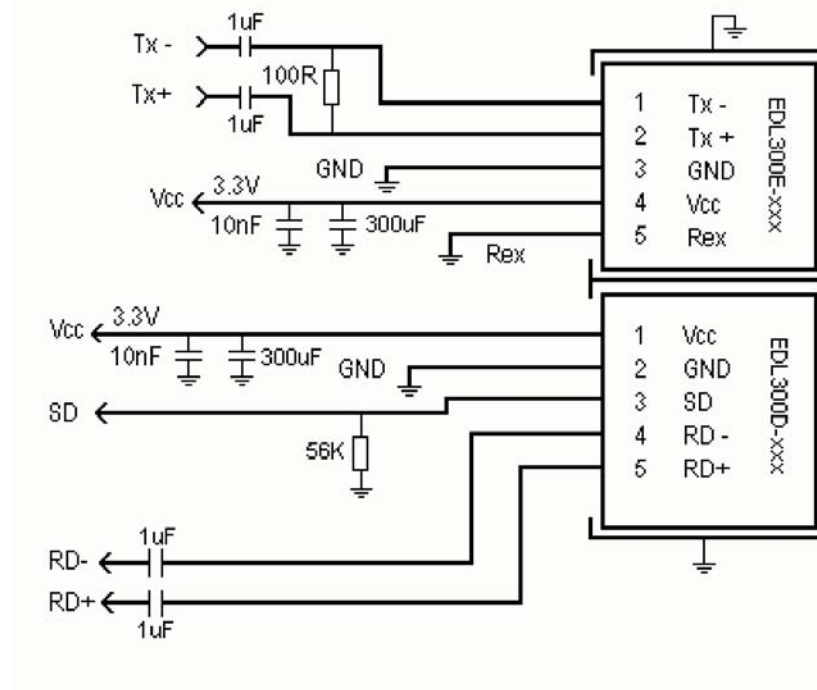 1uF
Tx -
100R
Tx+
1uF
GND
Vcc
3.3V
10nF
300uF
Rex
1 Tx -
2 Tx +
3 GND
4 Vcc
5 Rex
EDL300E-xxx
Vcc
3.3V
10nF
300uF
GND
SD
56K
1 Vcc
2 GND
3 SD
4 RD -
5 RD+
EDL300D-xxx
1uF
RD-
RD+
1uF